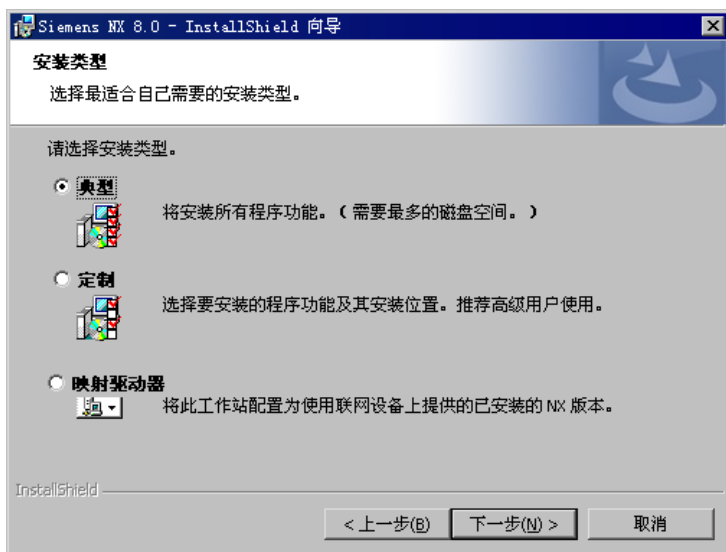 Siemens NX 8.0 - InstallShield 向导
安装类型
选择最适合自己需要的安装类型。
请选择安装类型。
典型
将安装所有程序功能。(需要最多的磁盘空间。)
定制
选择要安装的程序功能及其安装位置。推荐高级用户使用。
映射驱动器
将此工作站配置为使用联网设备上提供的已安装的 NX 版本。
InstallShield
< 上一步(B)
下一步(N) >
取消